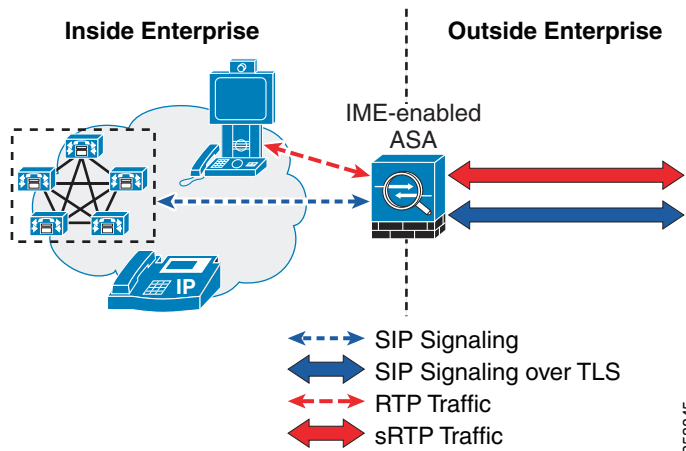 Inside Enterprise
Outside Enterprise
IME-enabled
ASA
IP
SIP Signaling
SIP Signaling over TLS
RTP Traffic
sRTP Traffic